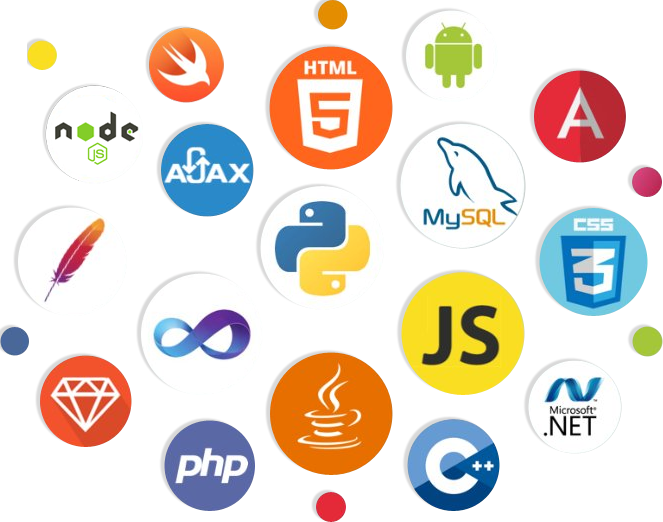 HTML
5
node
JS
AJAX
A
MySQL
CSS
3
JS
Microsoft®
.NET
php
C++